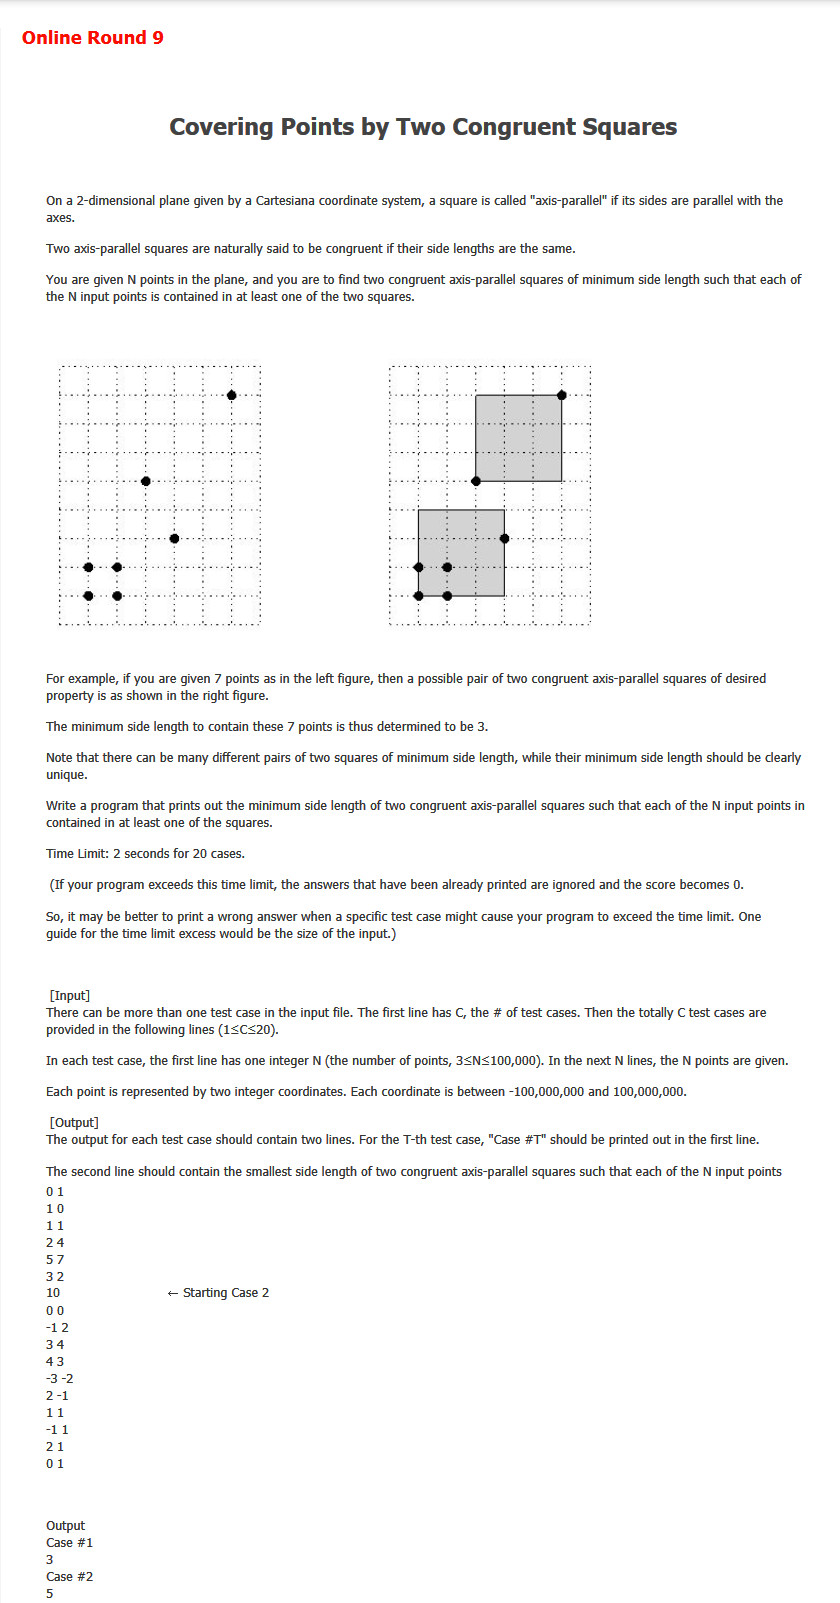 Online Round 9
Covering Points by Two Congruent Squares
On a 2-dimensional plane given by a Cartesiana coordinate system, a square is called "axis-parallel" if its sides are parallel with the
axes.
Two axis-parallel squares are naturally said to be congruent if their side lengths are the same.
You are given N points in the plane, and you are to find two congruent axis-parallel squares of minimum side length such that each of
the N input points is contained in at least one of the two squares.
For example, if you are given 7 points as in the left figure, then a possible pair of two congruent axis-parallel squares of desired
property is as shown in the right figure.
The minimum side length to contain these 7 points is thus determined to be 3.
Note that there can be many different pairs of two squares of minimum side length, while their minimum side length should be clearly
unique.
Write a program that prints out the minimum side length of two congruent axis-parallel squares such that each of the N input points in
contained in at least one of the squares.
Time Limit: 2 seconds for 20 cases.
(If your program exceeds this time limit, the answers that have been already printed are ignored and the score becomes 0.
So, it may be better to print a wrong answer when a specific test case might cause your program to exceed the time limit. One
guide for the time limit excess would be the size of the input.)
[Input]
There can be more than one test case in the input file. The first line has C, the # of test cases. Then the totally C test cases are
provided in the following lines (1≤C≤20).
In each test case, the first line has one integer N (the number of points, 3≤N≤100,000). In the next N lines, the N points are given.
Each point is represented by two integer coordinates. Each coordinate is between -100,000,000 and 100,000,000.
[Output]
The output for each test case should contain two lines. For the T-th test case, "Case #T" should be printed out in the first line.
The second line should contain the smallest side length of two congruent axis-parallel squares such that each of the N input points
0 1
1 0
1 1
2 4
5 7
3 2
10 ← Starting Case 2
0 0
-1 2
3 4
4 3
-3 -2
2 -1
1 1
-1 1
2 1
0 1
Output
Case #1
3
Case #2
5